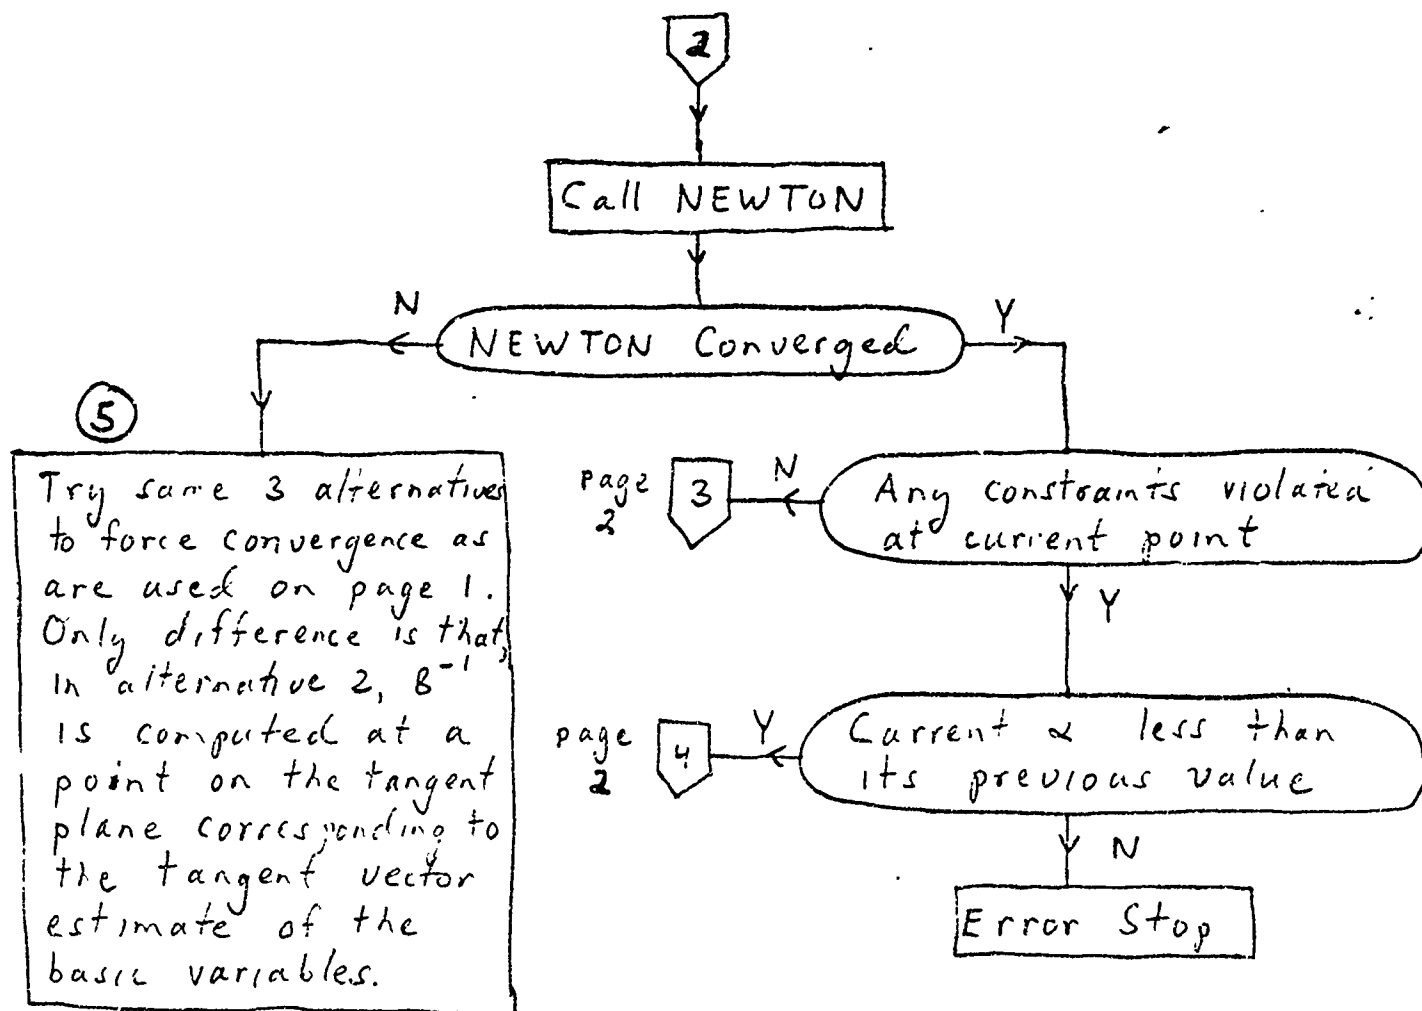 2
Call NEWTON
N
Y
NEWTON Converged
5
Try same 3 alternatives
to force convergence as
are used on page 1.
Only difference is that,
in alternative 2, B⁻¹
is computed at a
point on the tangent
plane corresponding to
the tangent vector
estimate of the
basic variables.
page
2
3
N
Any constraints violated
at current point
Y
page
2
4
Y
Current α less than
its previous value
N
Error Stop